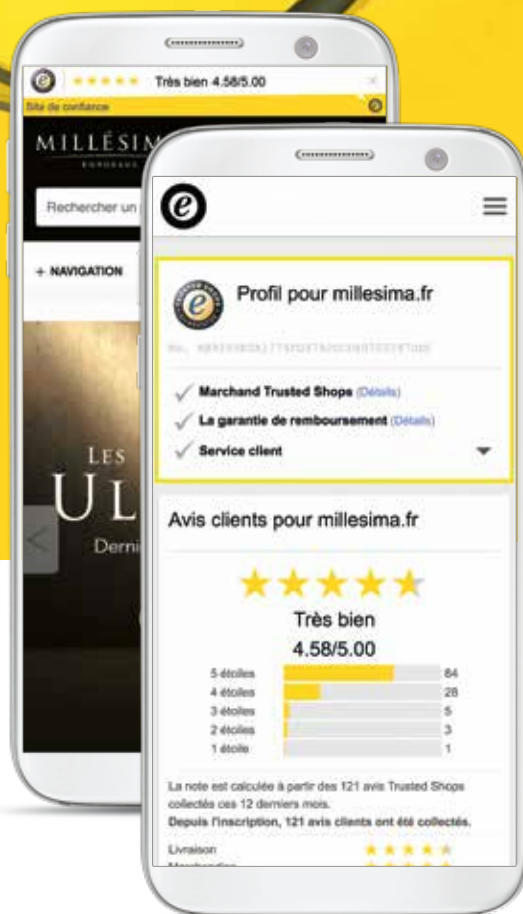 Très bien 4.58/5.00
Site de confiance
MILLÉSIM
BORDEAUX
Rechercher un
+ NAVIGATION
LES
UL
Derni
e
Profil pour millesima.fr
Marchand Trusted Shops (Détails)
La garantie de remboursement (Détails)
Service client
Avis clients pour millesima.fr
Très bien
4.58/5.00
5 étoiles 84
4 étoiles 28
3 étoiles 5
2 étoiles 3
1 étoile 1
La note est calculée à partir des 121 avis Trusted Shops
collectés ces 12 derniers mois.
Depuis l'inscription, 121 avis clients ont été collectés.
Livraison